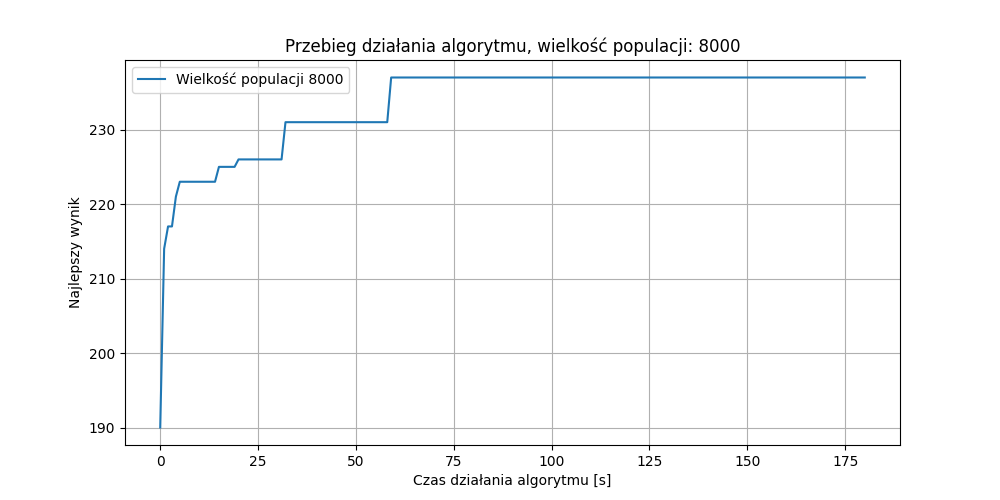 Przebieg działania algorytmu, wielkość populacji: 8000
Wielkość populacji 8000
Najlepszy wynik
230
220
210
200
190
0 25 50 75 100 125 150 175
Czas działania algorytmu [s]